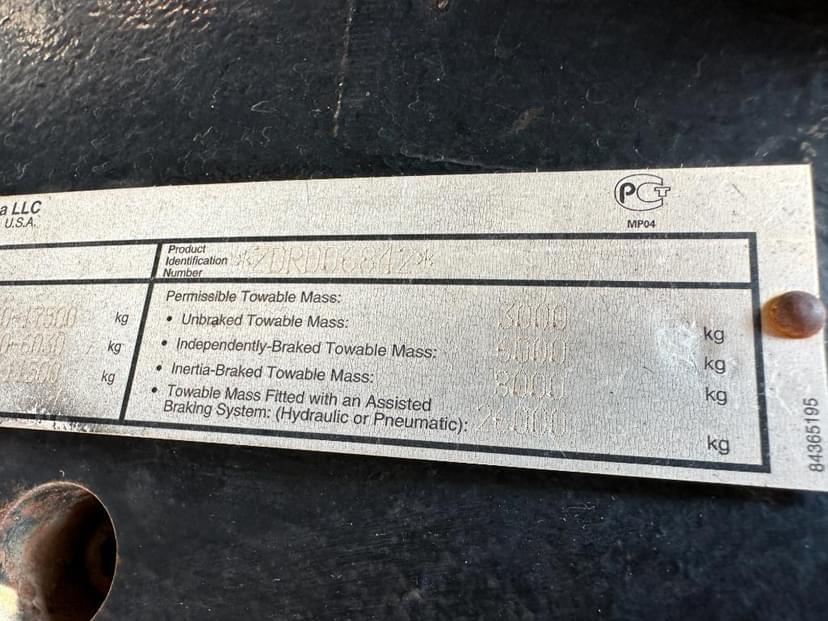 a LLC
U.S.A.
PCT
MP04
Product
Identification
Number
kg
kg
kg
Permissible Towable Mass:
• Unbraked Towable Mass: 3000 kg
• Independently-Braked Towable Mass: 6000 kg
• Inertia-Braked Towable Mass: 8000 kg
• Towable Mass Fitted with an Assisted
Braking System: (Hydraulic or Pneumatic): kg
84365195